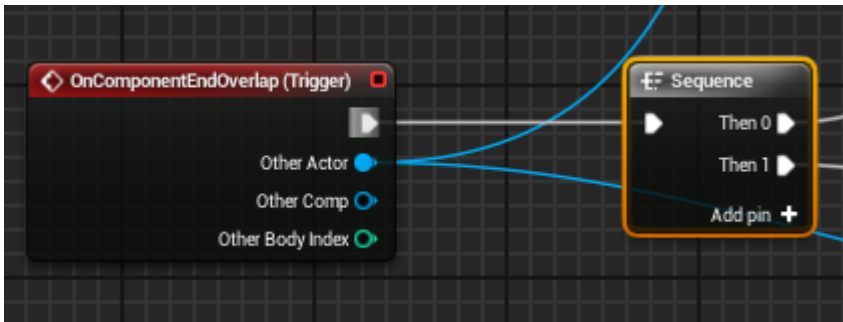 OnComponentEndOverlap (Trigger)
Other Actor
Other Comp
Other Body Index
Sequence
Then 0
Then 1
Add pin